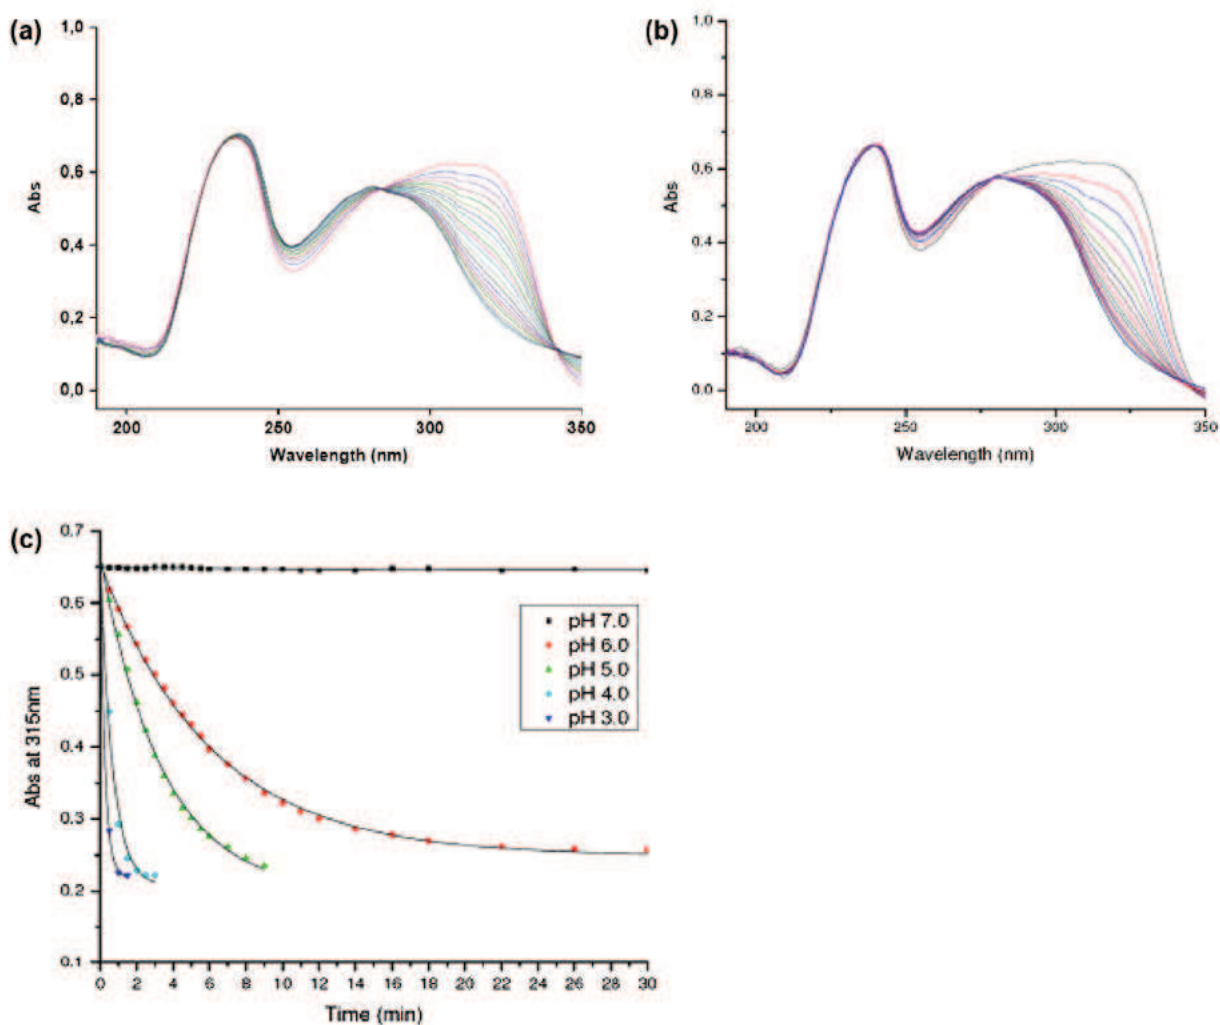 (a)
1,0
0,8
0,6
0,4
0,2
0,0
Abs
200 250 300 350
Wavelength (nm)
(b)
1.0
0.8
0.6
0.4
0.2
0.0
Abs
200 250 300 350
Wavelength (nm)
(c)
0.7
0.6
0.5
0.4
0.3
0.2
0.1
Abs at 315nm
pH 7.0
pH 6.0
pH 5.0
pH 4.0
pH 3.0
0 2 4 6 8 10 12 14 16 18 20 22 24 26 28 30
Time (min)